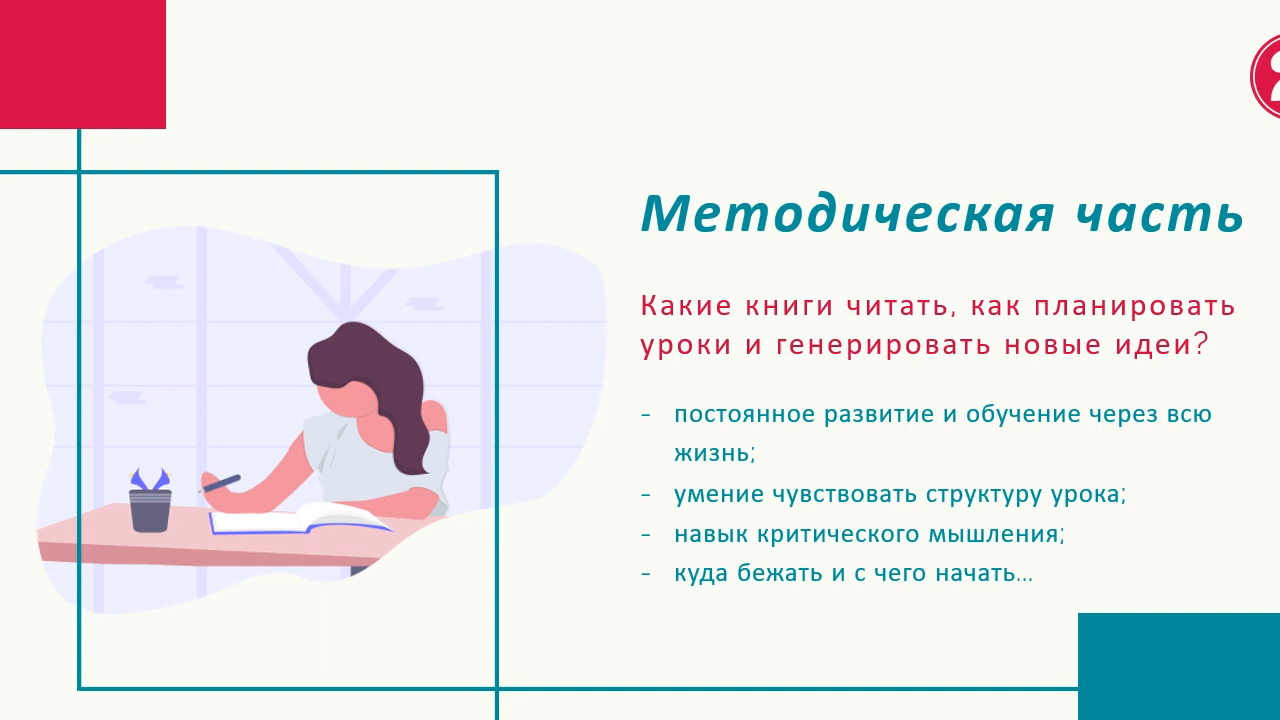 Методическая часть
Какие книги читать, как планировать
уроки и генерировать новые идеи?
- постоянное развитие и обучение через всю
жизнь;
- умение чувствовать структуру урока;
- навык критического мышления;
- куда бежать и с чего начать...